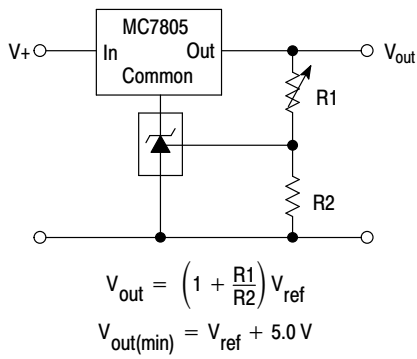 MC7805
V+ In Out V_out
Common
R1
R2
V_out = (1 + R1/R2) V_ref
V_out(min) = V_ref + 5.0 V